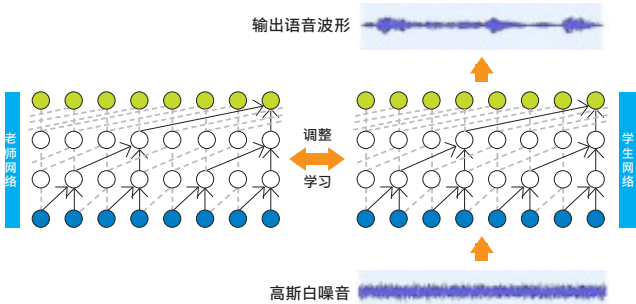 输出语音波形
老师网络
调整
学习
学生网络
高斯白噪音